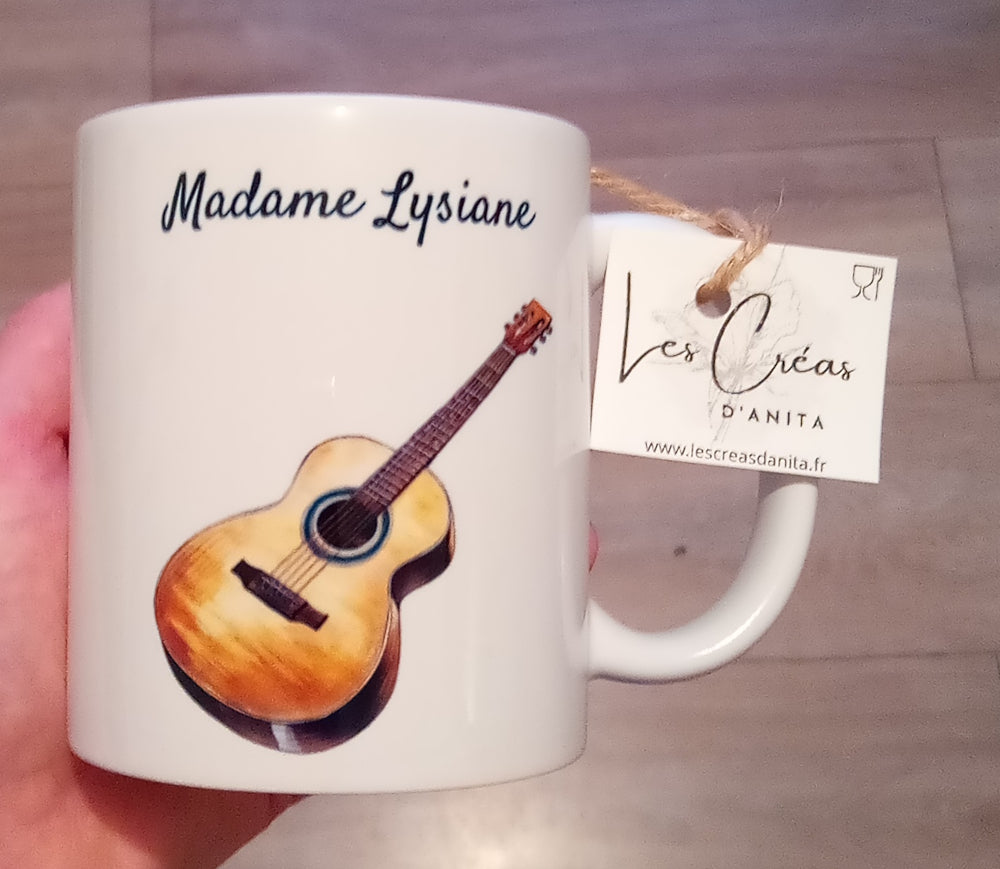 Madame Lysiane
Les Créas
D'ANITA
www.lescreasdanita.fr